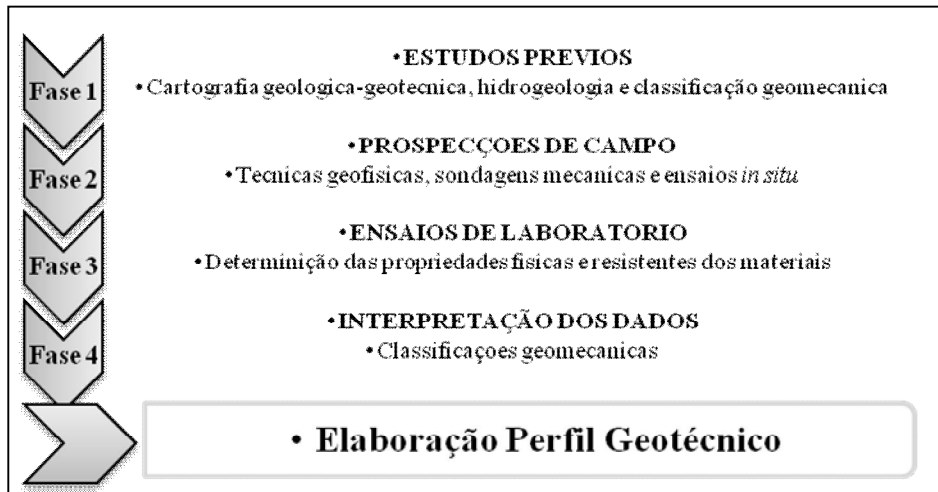 Fase 1
• ESTUDOS PREVIOS
• Cartografia geologica-geotecnica, hidrogeologia e classificação geomecanica
Fase 2
• PROSPECÇOES DE CAMPO
• Tecnicas geofisicas, sondagens mecanicas e ensaios in situ
Fase 3
• ENSAIOS DE LABORATORIO
• Determinição das propriedades fisicas e resistentes dos materiais
Fase 4
• INTERPRETAÇÃO DOS DADOS
• Classificaçoes geomecanicas
• Elaboração Perfil Geotécnico